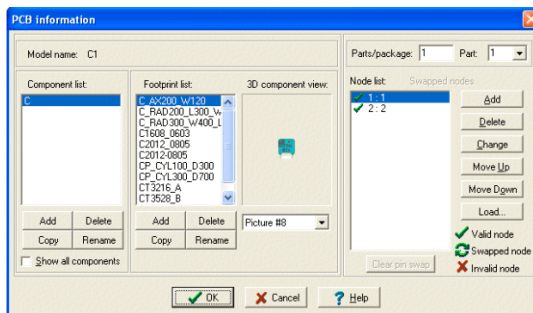 PCB information
Model name: C1
Parts/package: 1 Part: 1
Component list:
C
Add Delete
Copy Rename
Show all components
Footprint list:
C_AX200_W120
C_RAD200_L300_W
C_RAD300_W400_L
C1608_0603
C2012_0805
C2012-0805
CP_CYL100_D300
CP_CYL300_D700
CT3216_A
CT3528_B
Add Delete
Copy Rename
3D component view:
Picture #8
Node list: Swapped nodes
1 : 1
2 : 2
Add
Delete
Change
Move Up
Move Down
Load...
Clear pin swap
Valid node
Swapped node
Invalid node
OK Cancel ? Help